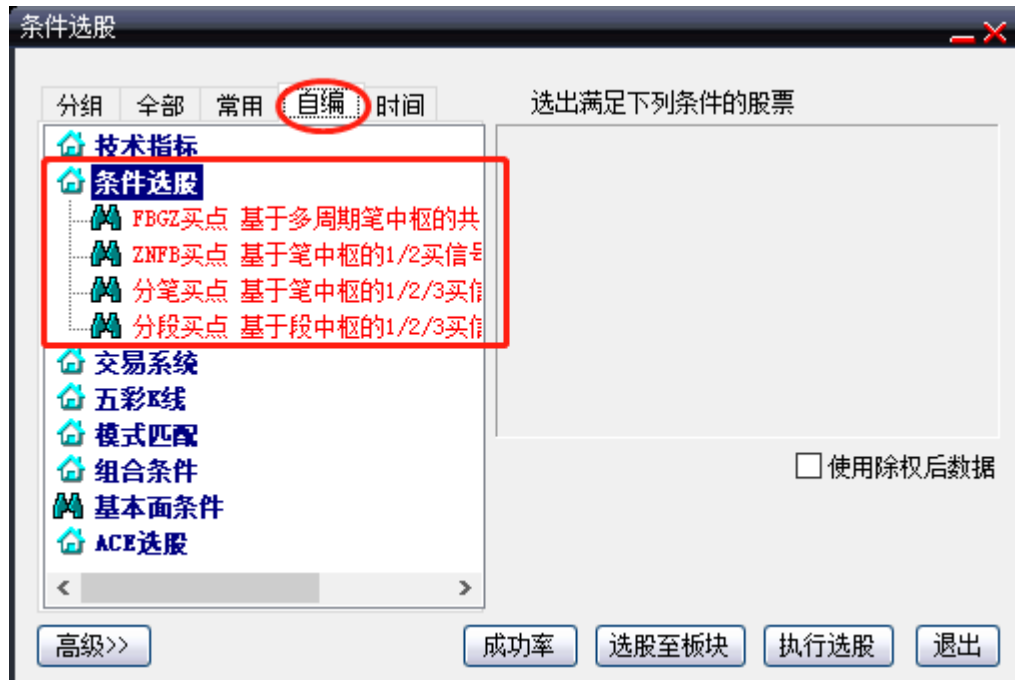 条件选股
分组 全部 常用 自编 时间
选出满足下列条件的股票
技术指标
条件选股
FBGZ买点 基于多周期笔中枢的共
ZNFB买点 基于笔中枢的1/2买信
分笔买点 基于笔中枢的1/2/3买信
分段买点 基于段中枢的1/2/3买信
交易系统
五彩K线
模式匹配
组合条件
基本面条件
ACE选股
使用除权后数据
高级>> 成功率 选股至板块 执行选股 退出